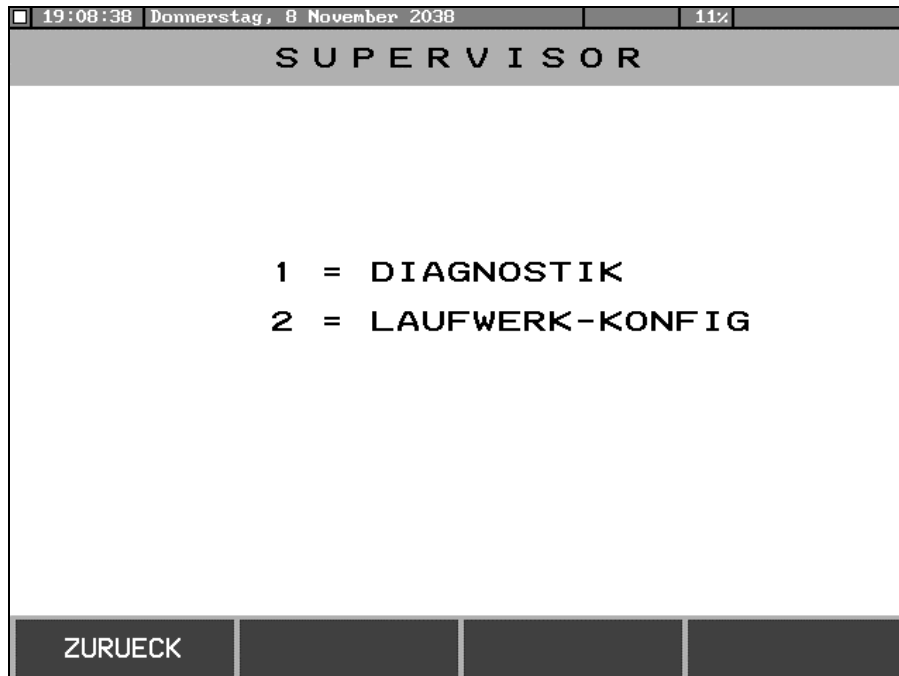 19:08:38 Donnerstag, 8 November 2038 11%
SUPERVISOR
1 = DIAGNOSTIK
2 = LAUFWERK-KONFIG
ZURUECK